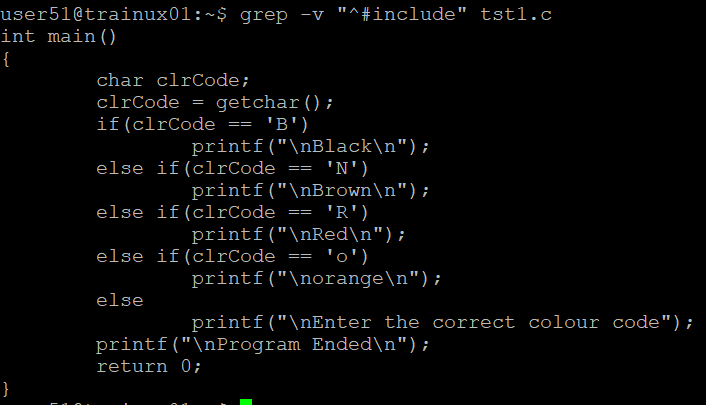 user51@trainux01:~$ grep -v "^#include" tst1.c
int main()
{
        char clrCode;
        clrCode = getchar();
        if(clrCode == 'B')
                printf("\nBlack\n");
        else if(clrCode == 'N')
                printf("\nBrown\n");
        else if(clrCode == 'R')
                printf("\nRed\n");
        else if(clrCode == 'o')
                printf("\norange\n");
        else
                printf("\nEnter the correct colour code");
        printf("\nProgram Ended\n");
        return 0;
}